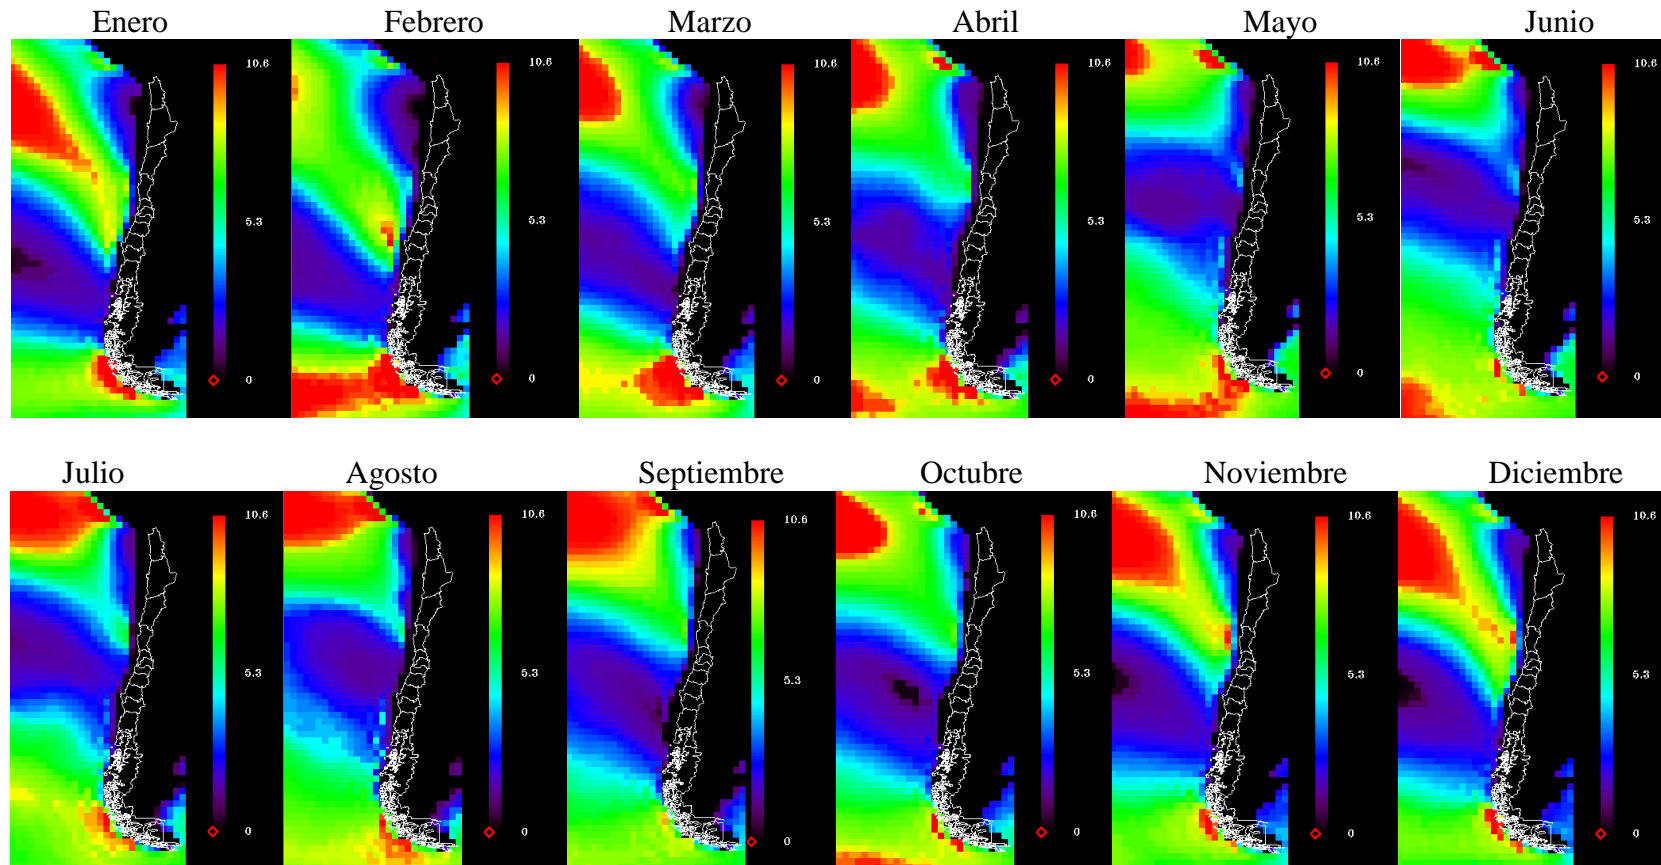 Enero Febrero Marzo Abril Mayo Junio
10.6 10.6 10.6 10.6 10.6 10.6
5.3 5.3 5.3 5.3 5.3 5.3
0 0 0 0 0 0
Julio Agosto Septiembre Octubre Noviembre Diciembre
10.6 10.6 10.6 10.6 10.6 10.6
5.3 5.3 5.3 5.3 5.3 5.3
0 0 0 0 0 0